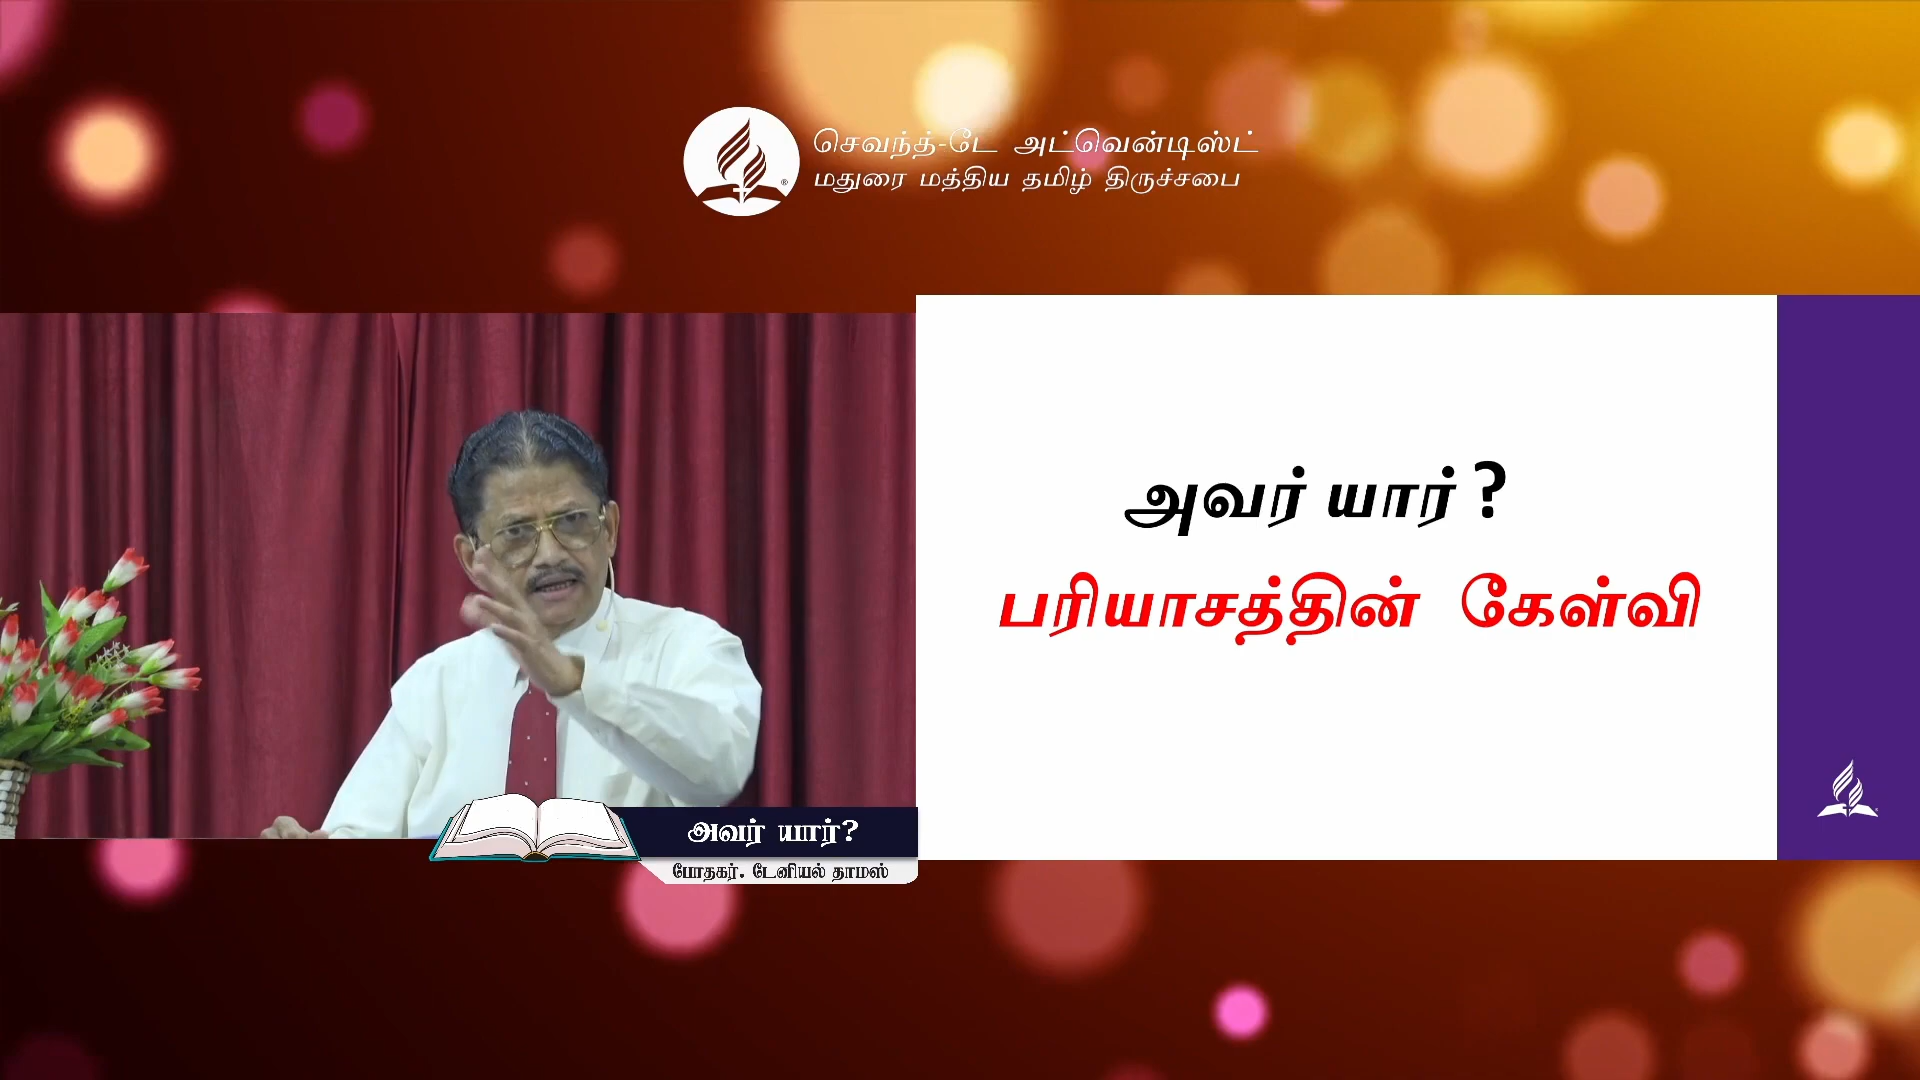 செவந்த்-டே அட்வென்டிஸ்ட்
மதுரை மத்திய தமிழ் திருச்சபை
அவர் யார் ?
பரியாசத்தின் கேள்வி
அவர் யார்?
போதகர். டேனியல் தாமஸ்